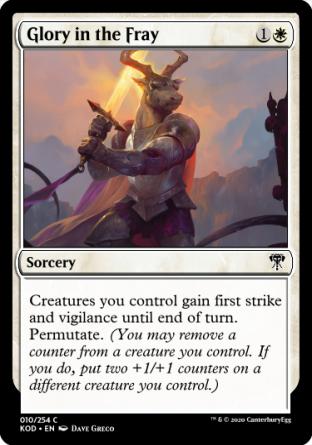 Glory in the Fray 1
Sorcery
Creatures you control gain first strike
and vigilance until end of turn.
Permutate. (You may remove a
counter from a creature you control. If
you do, put two +1/+1 counters on a
different creature you control.)
010/254 C
KOD • EN DAVE GRECO
™ & © 2020 CanterburyEgg